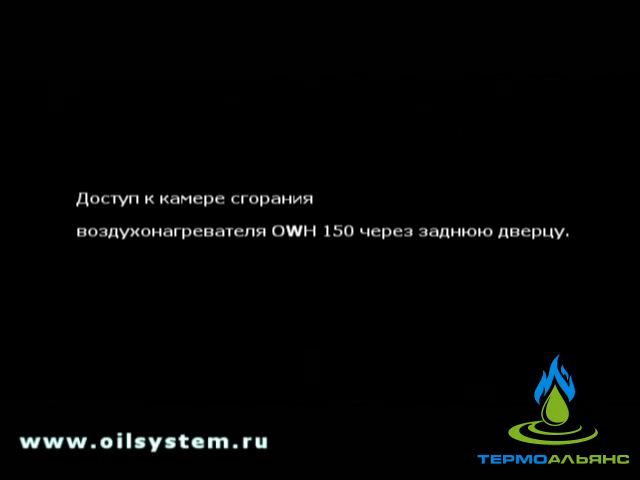 Доступ к камере сгорания
воздухонагревателя OWH 150 через заднюю дверцу.
www.oilsystem.ru
ТЕРМОАЛЬЯНС